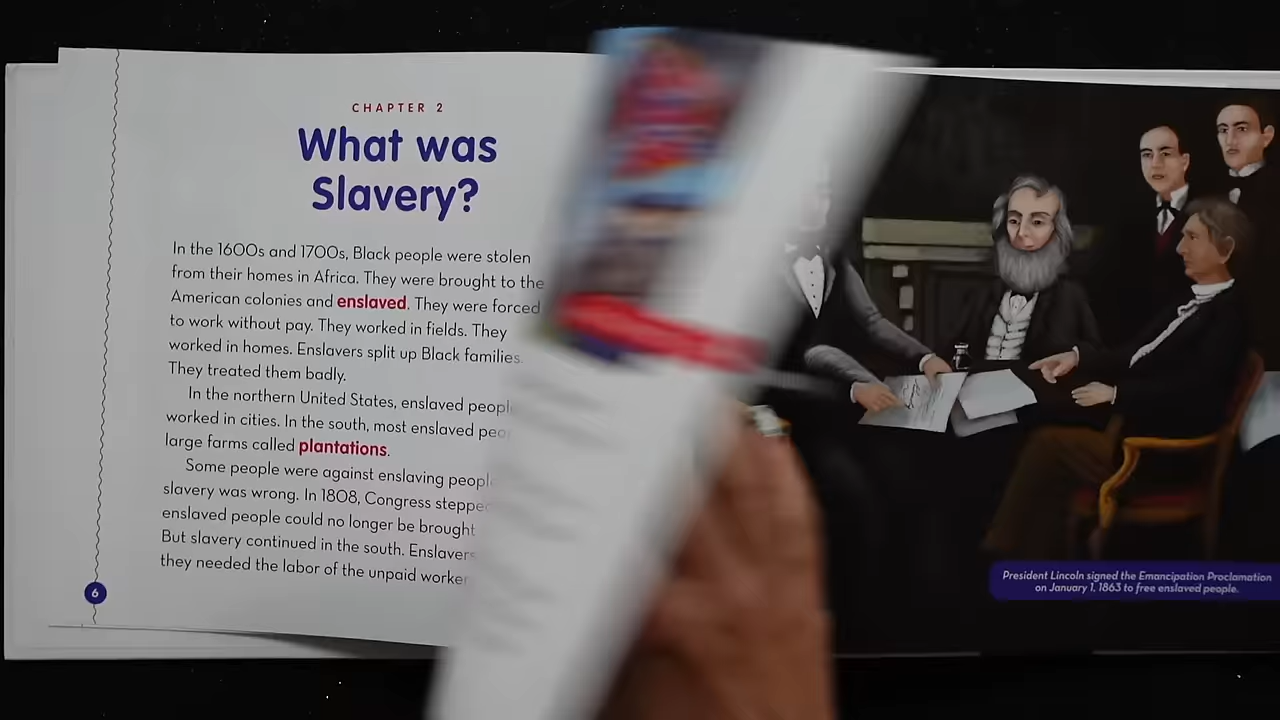 CHAPTER 2
What was
Slavery?
In the 1600s and 1700s, Black people were stolen
from their homes in Africa. They were brought to the
American colonies and enslaved. They were forced
to work without pay. They worked in fields. They
worked in homes. Enslavers split up Black families.
They treated them badly.
In the northern United States, enslaved
worked in cities. In the south, most enslaved
large farms called plantations.
Some people were against enslaving
slavery was wrong. In 1808, Congress
enslaved people could no longer be brought
But slavery continued in the south.
they needed the labor of the unpaid
6
President Lincoln signed the Emancipation Proclamation
on January 1, 1863 to free enslaved people.